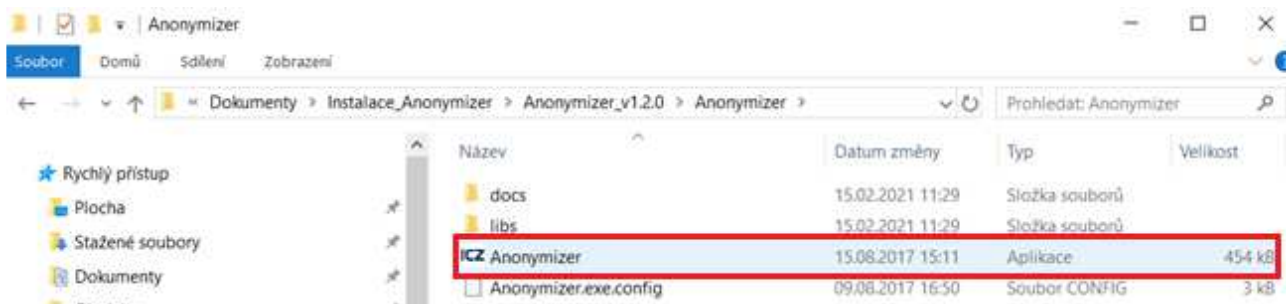 Anonymizer
Soubor Domů Sdílení Zobrazení
Dokumenty > Instalace_Anonymizer > Anonymizer_v1.2.0 > Anonymizer > Prohledat: Anonymizer
Název Datum změny Typ Velikost
Rychlý přístup
docs 15.02.2021 11:29 Složka souborů
Plocha
libs 15.02.2021 11:29 Složka souborů
Stažené soubory
ICZ Anonymizer 15.08.2017 15:11 Aplikace 454 kB
Dokumenty
Anonymizer.exe.config 09.08.2017 16:50 Soubor CONFIG 3 kB